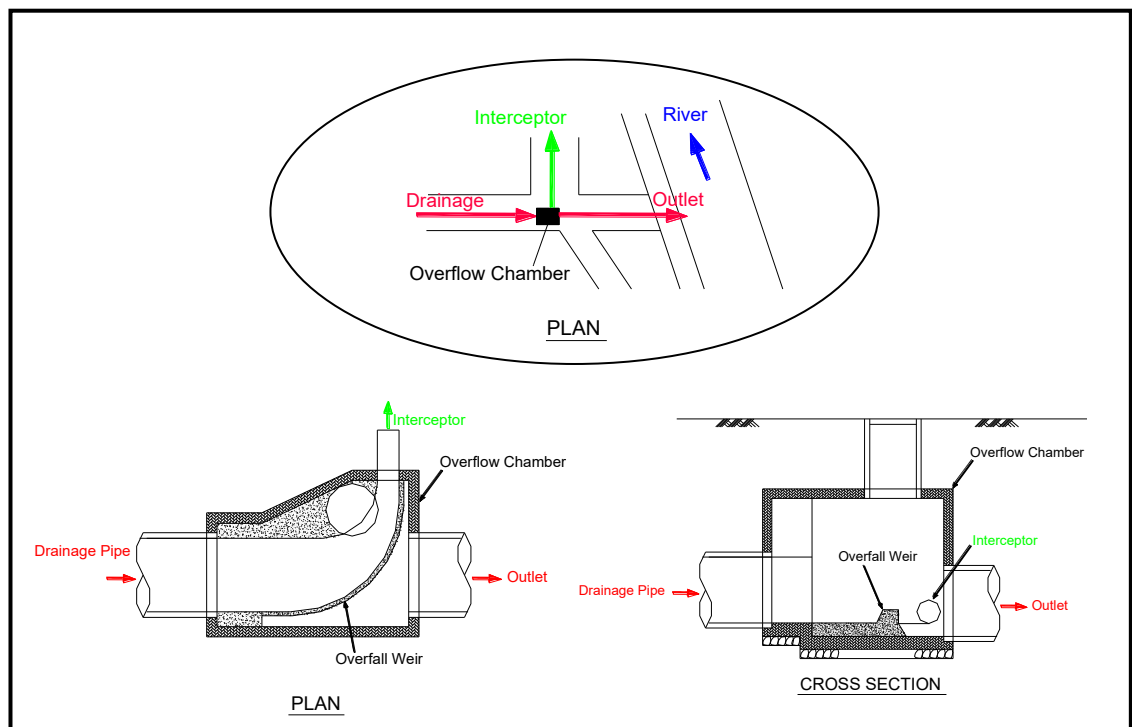 Interceptor
River
Drainage
Outlet
Overflow Chamber
PLAN
Interceptor
Overflow Chamber
Drainage Pipe
Outlet
Overfall Weir
PLAN
Overflow Chamber
Interceptor
Overfall Weir
Drainage Pipe
Outlet
CROSS SECTION